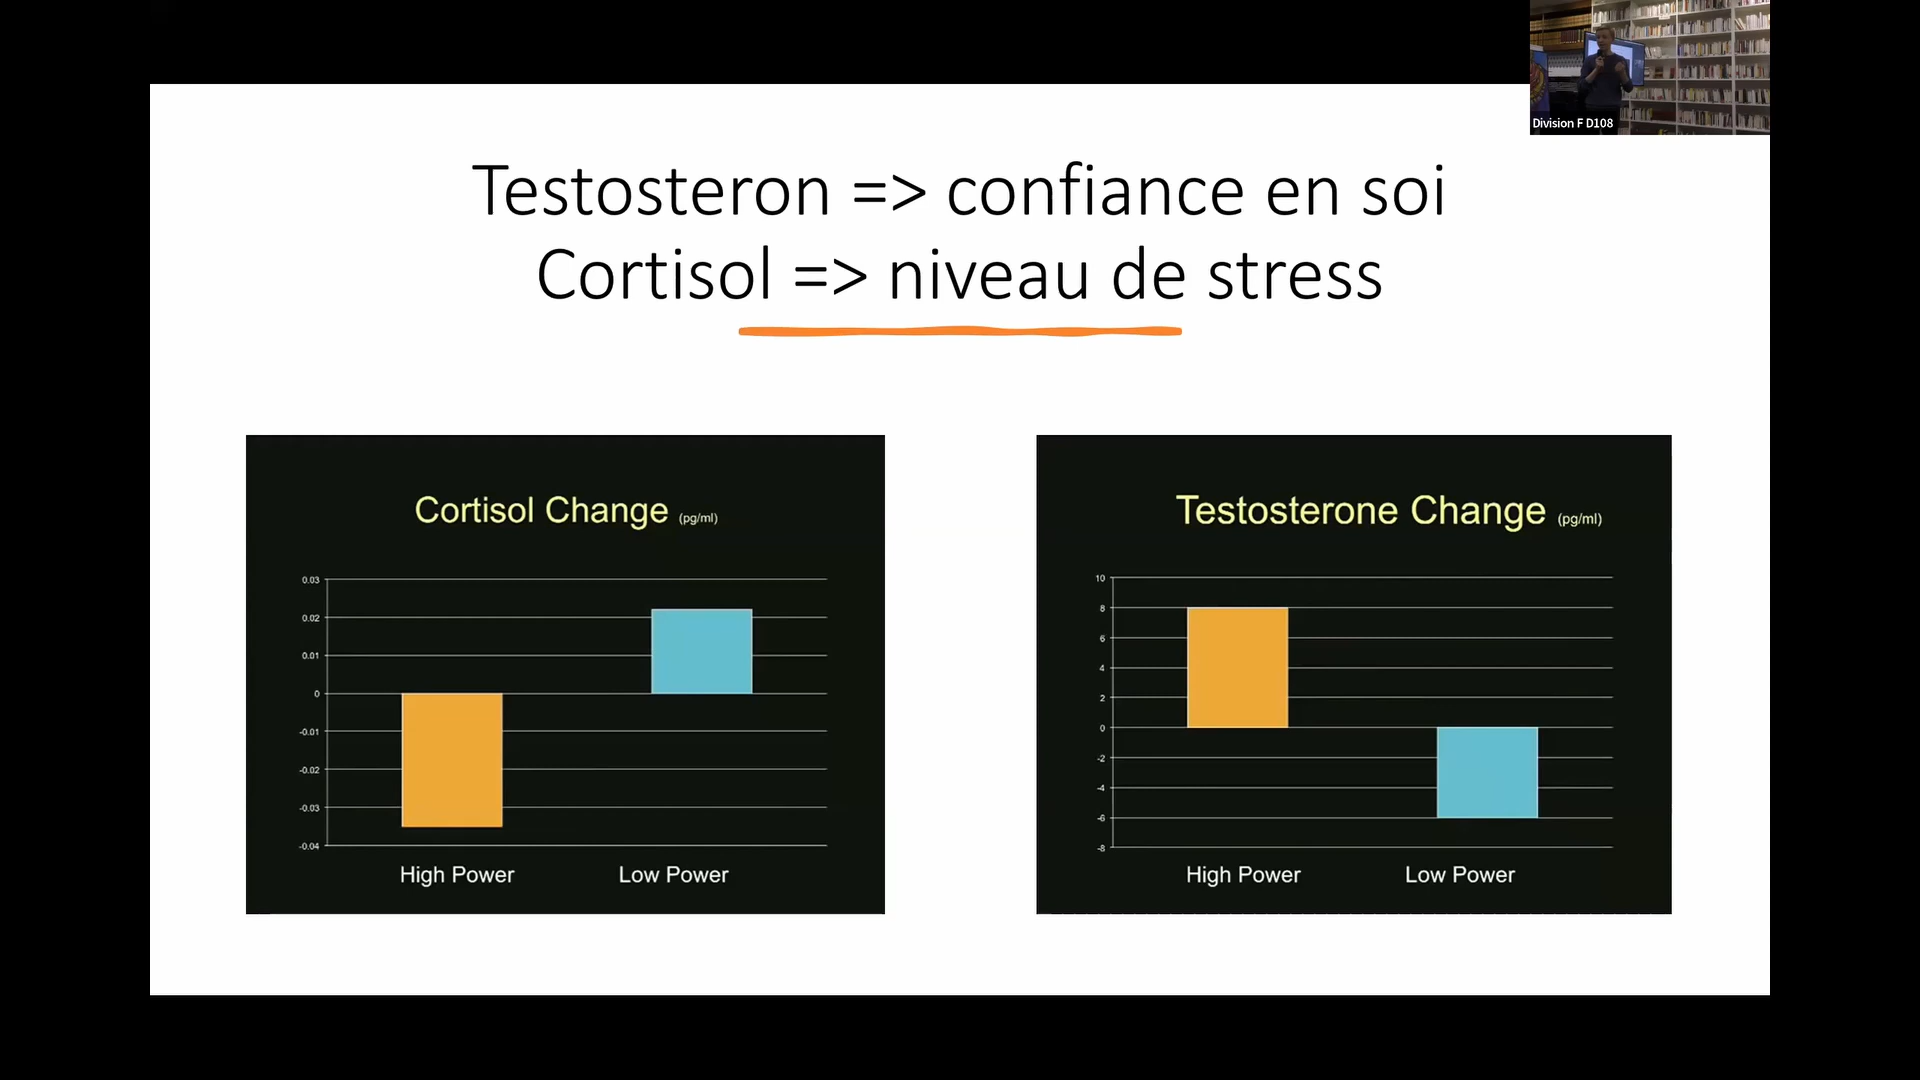 Division F D108
Testosteron => confiance en soi
Cortisol => niveau de stress
Cortisol Change (pg/ml)
0.03
0.02
0.01
0
-0.01
-0.02
-0.03
-0.04
High Power Low Power
Testosterone Change (pg/ml)
10
8
6
4
2
0
-2
-4
-6
-8
High Power Low Power